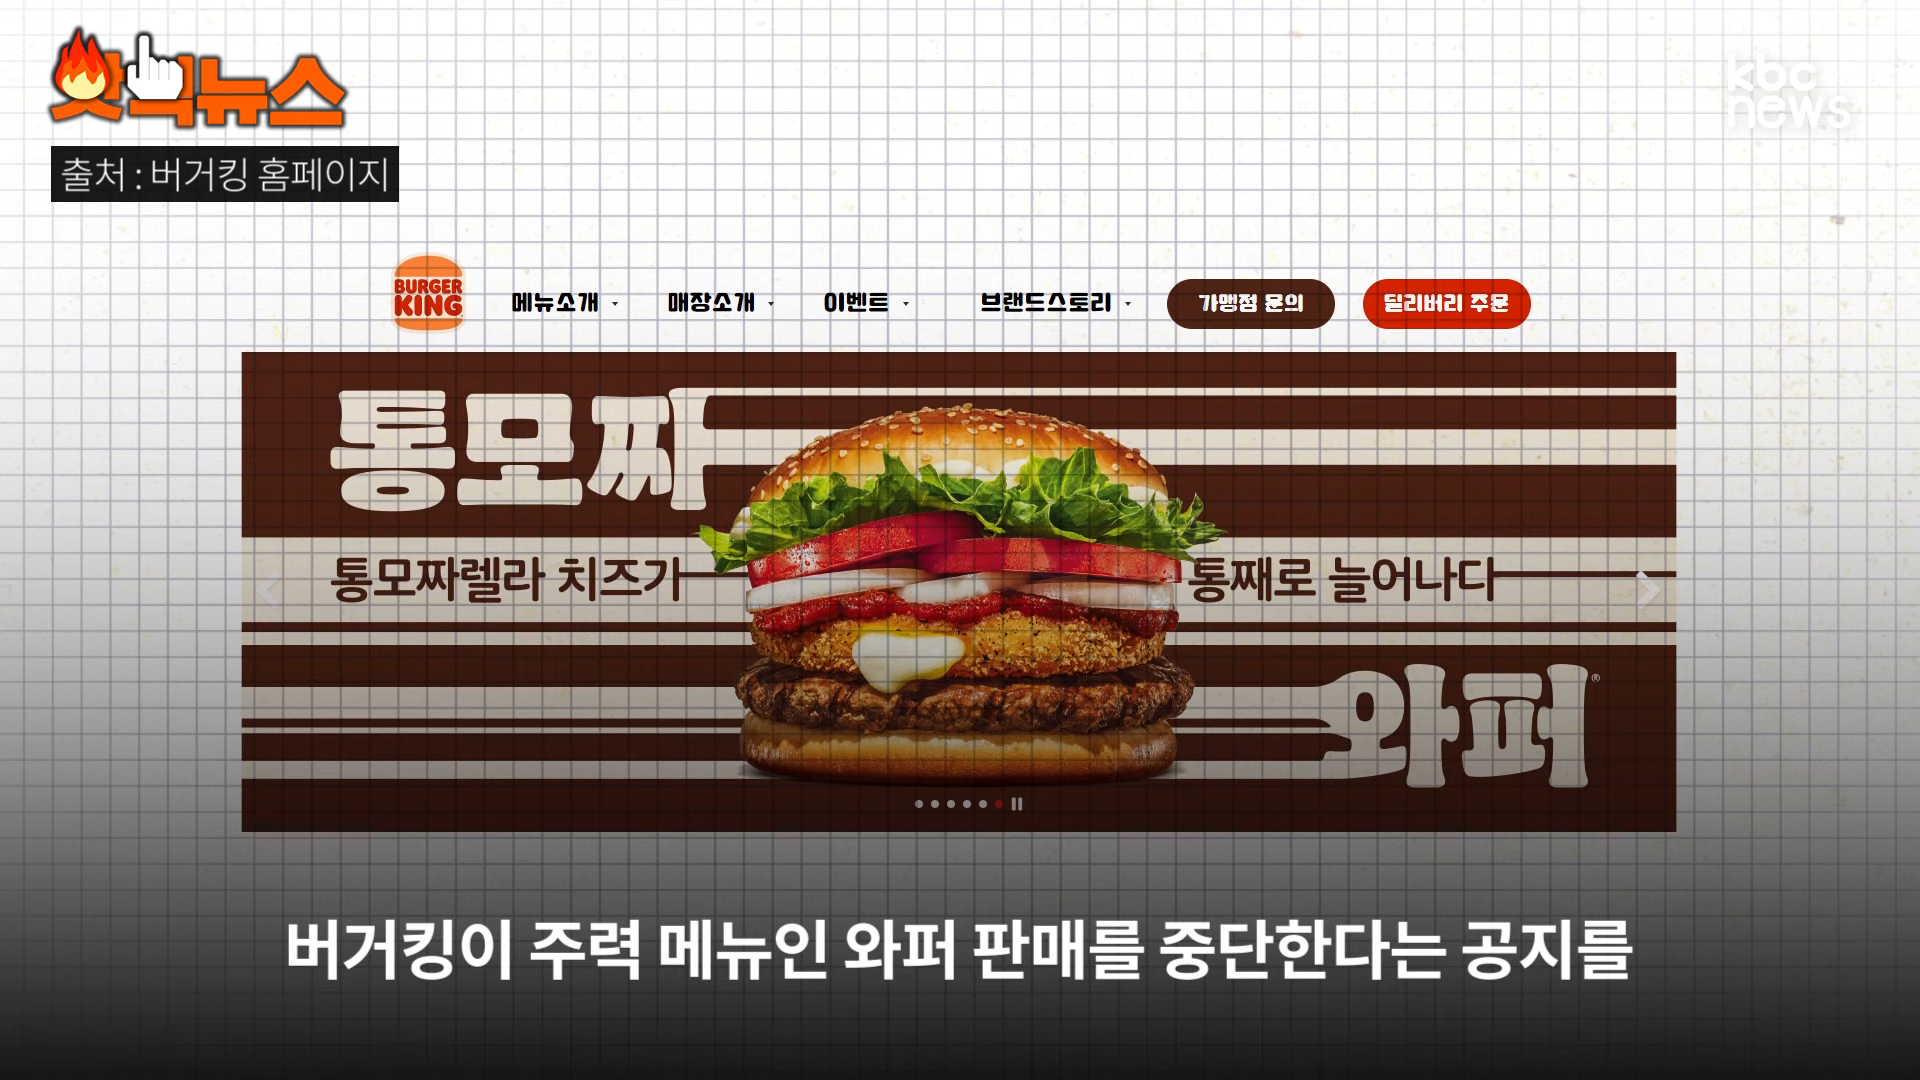 핫클뉴스
kbc
news
출처 : 버거킹 홈페이지
BURGER
KING
메뉴소개 매장소개 이벤트 브랜드스토리 가맹점 문의 딜리버리 주문
통모짜
통모짜렐라 치즈가 통째로 늘어나다
와퍼®
버거킹이 주력 메뉴인 와퍼 판매를 중단한다는 공지를